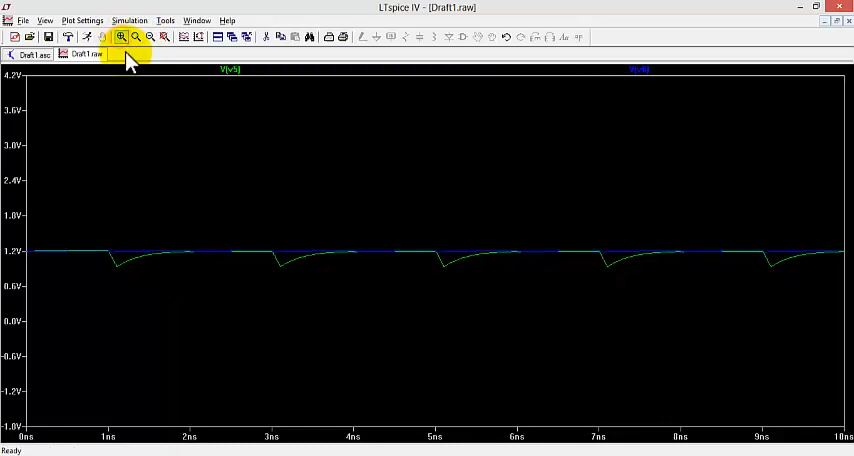 LTspice IV - [Draft1.raw]
File View Plot Settings Simulation Tools Window Help
Draft1.asc Draft1.raw
V(v5) V(v6)
4.2V
3.6V
3.0V
2.4V
1.8V
1.2V
0.6V
0.0V
-0.6V
-1.2V
-1.8V
0ns 1ns 2ns 3ns 4ns 5ns 6ns 7ns 8ns 9ns 10ns
Ready